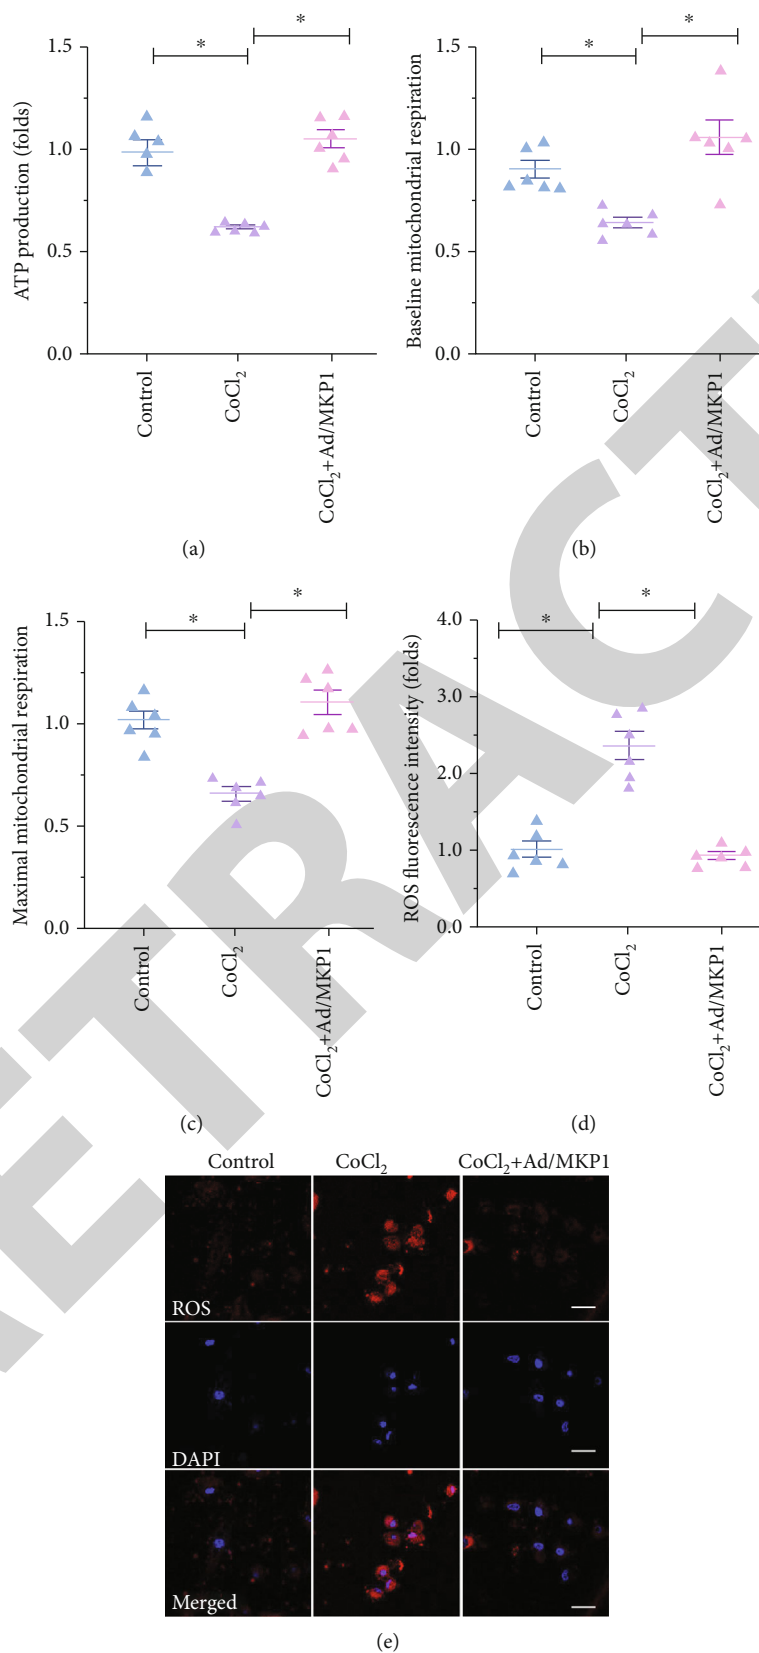 * *
1.5
1.0
0.5
0.0
ATP production (folds)
Control
CoCl₂
CoCl₂+Ad/MKP1
(a)
* *
1.5
1.0
0.5
0.0
Baseline mitochondrial respiration
Control
CoCl₂
CoCl₂+Ad/MKP1
(b)
* *
1.5
1.0
0.5
0.0
Maximal mitochondrial respiration
Control
CoCl₂
CoCl₂+Ad/MKP1
(c)
* *
4.0
3.0
2.0
1.0
0.0
ROS fluorescence intensity (folds)
Control
CoCl₂
CoCl₂+Ad/MKP1
(d)
Control CoCl₂ CoCl₂+Ad/MKP1
ROS
DAPI
Merged
(e)
RETRACT